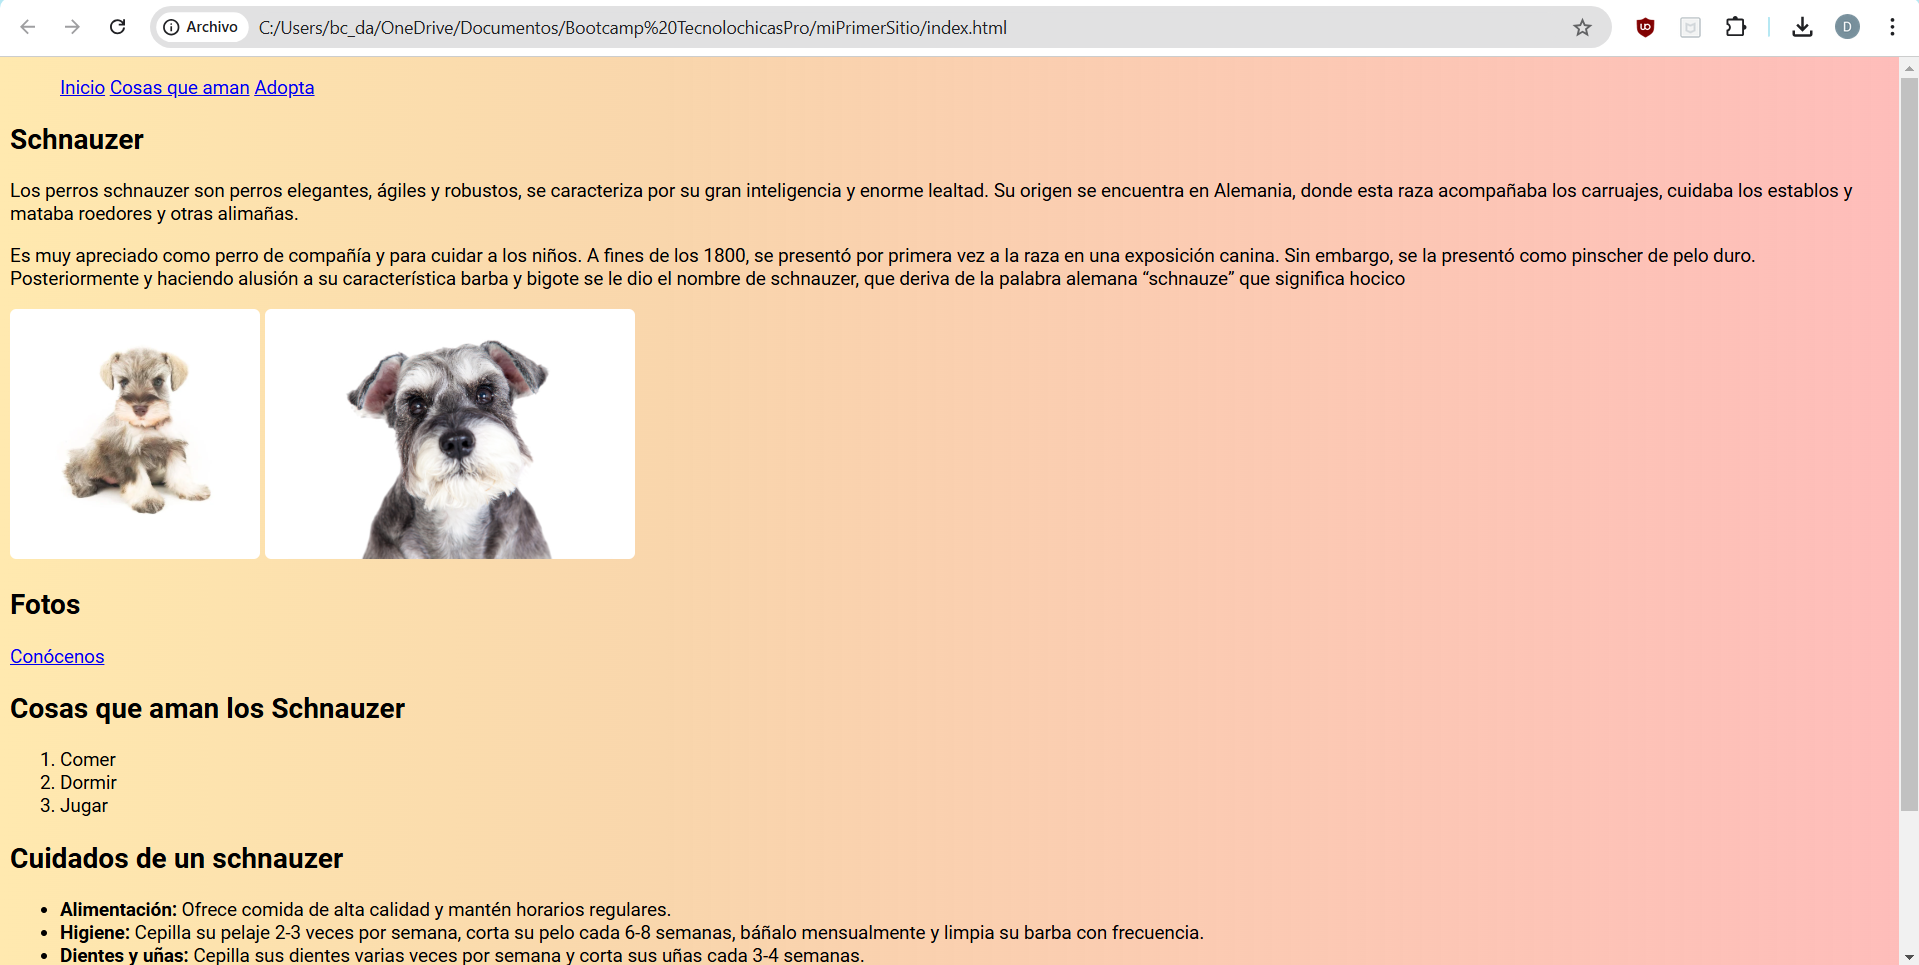 Archivo C:/Users/bc_da/OneDrive/Documentos/Bootcamp%20TecnolochicasPro/miPrimerSitio/index.html D
Inicio Cosas que aman Adopta
Schnauzer
Los perros schnauzer son perros elegantes, ágiles y robustos, se caracteriza por su gran inteligencia y enorme lealtad. Su origen se encuentra en Alemania, donde esta raza acompañaba los carruajes, cuidaba los establos y
mataba roedores y otras alimañas.
Es muy apreciado como perro de compañía y para cuidar a los niños. A fines de los 1800, se presentó por primera vez a la raza en una exposición canina. Sin embargo, se la presentó como pinscher de pelo duro.
Posteriormente y haciendo alusión a su característica barba y bigote se le dio el nombre de schnauzer, que deriva de la palabra alemana “schnauze” que significa hocico
Fotos
Conócenos
Cosas que aman los Schnauzer
1. Comer
2. Dormir
3. Jugar
Cuidados de un schnauzer
• Alimentación: Ofrece comida de alta calidad y mantén horarios regulares.
• Higiene: Cepilla su pelaje 2-3 veces por semana, corta su pelo cada 6-8 semanas, báñalo mensualmente y limpia su barba con frecuencia.
• Dientes y uñas: Cepilla sus dientes varias veces por semana y corta sus uñas cada 3-4 semanas.